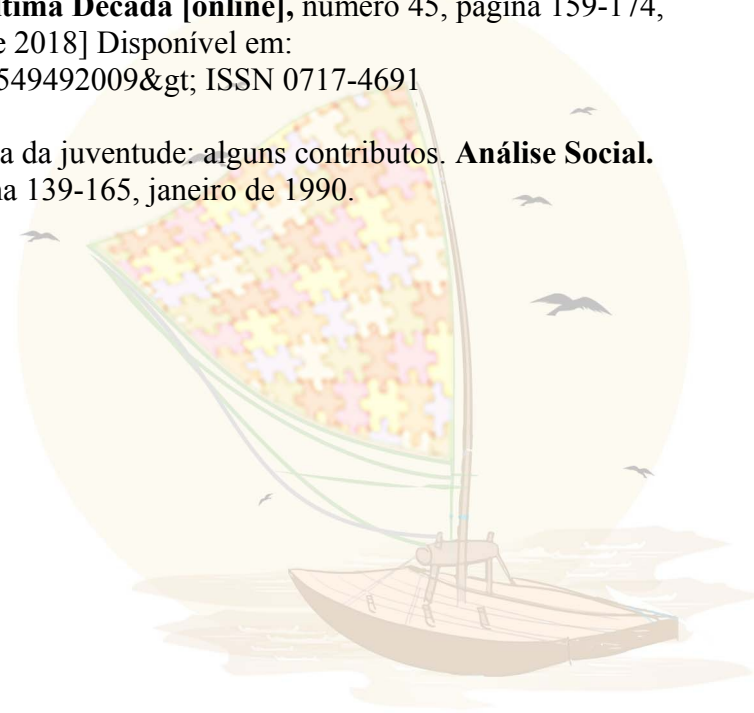 tima Década [online], número 45, página 159-174,
e 2018] Disponível em:
549492009&gt; ISSN 0717-4691
a da juventude: alguns contributos. Análise Social.
na 139-165, janeiro de 1990.